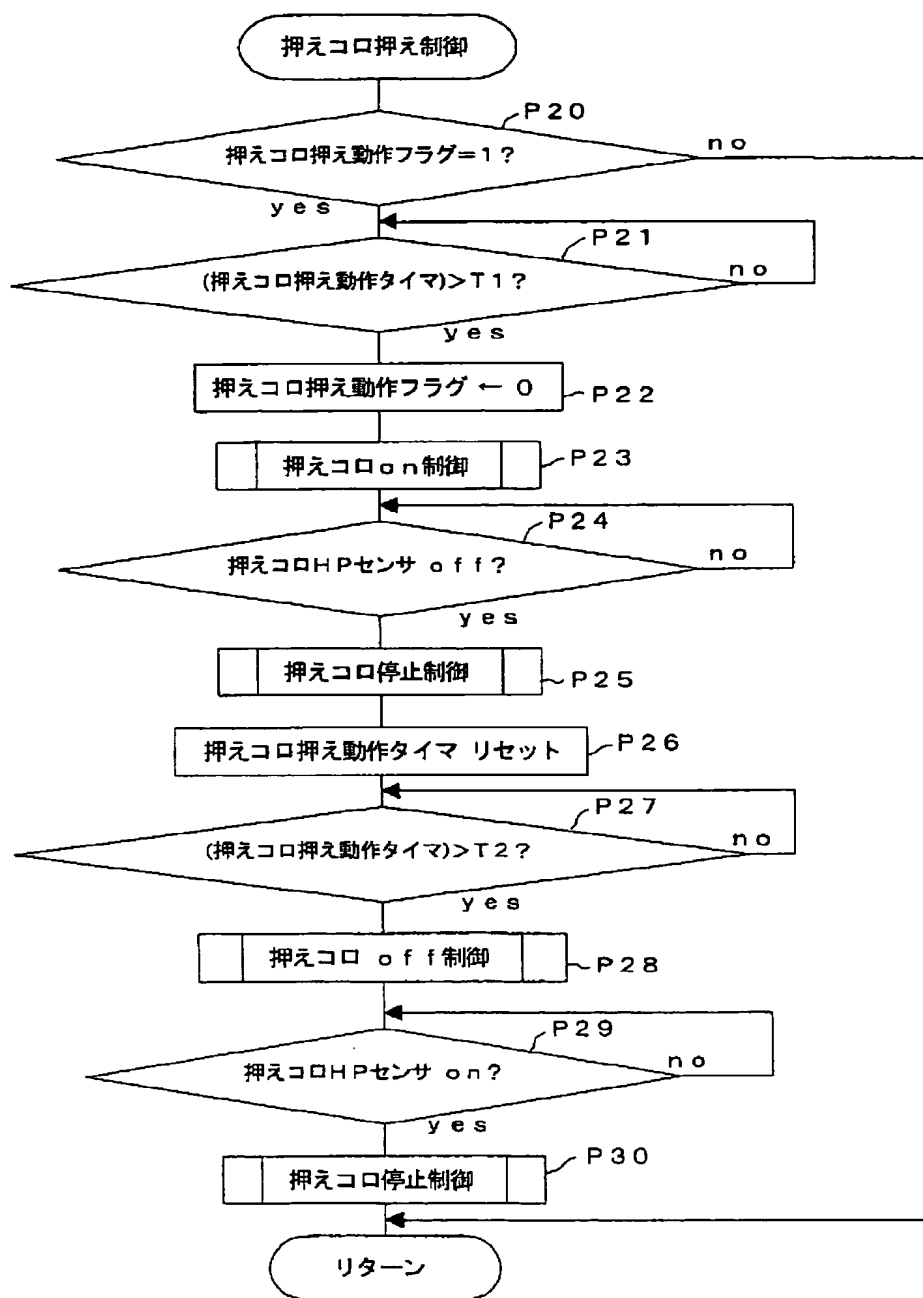 押えコロ押え制御
P20
押えコロ押え動作フラグ=1?
no
yes
P21
(押えコロ押え動作タイマ)>T1?
no
yes
押えコロ押え動作フラグ ← 0
P22
押えコロon制御
P23
P24
押えコロHPセンサ off?
no
yes
押えコロ停止制御
P25
押えコロ押え動作タイマ リセット
P26
P27
(押えコロ押え動作タイマ)>T2?
no
yes
押えコロ off制御
P28
P29
押えコロHPセンサ on?
no
yes
P30
押えコロ停止制御
リターン